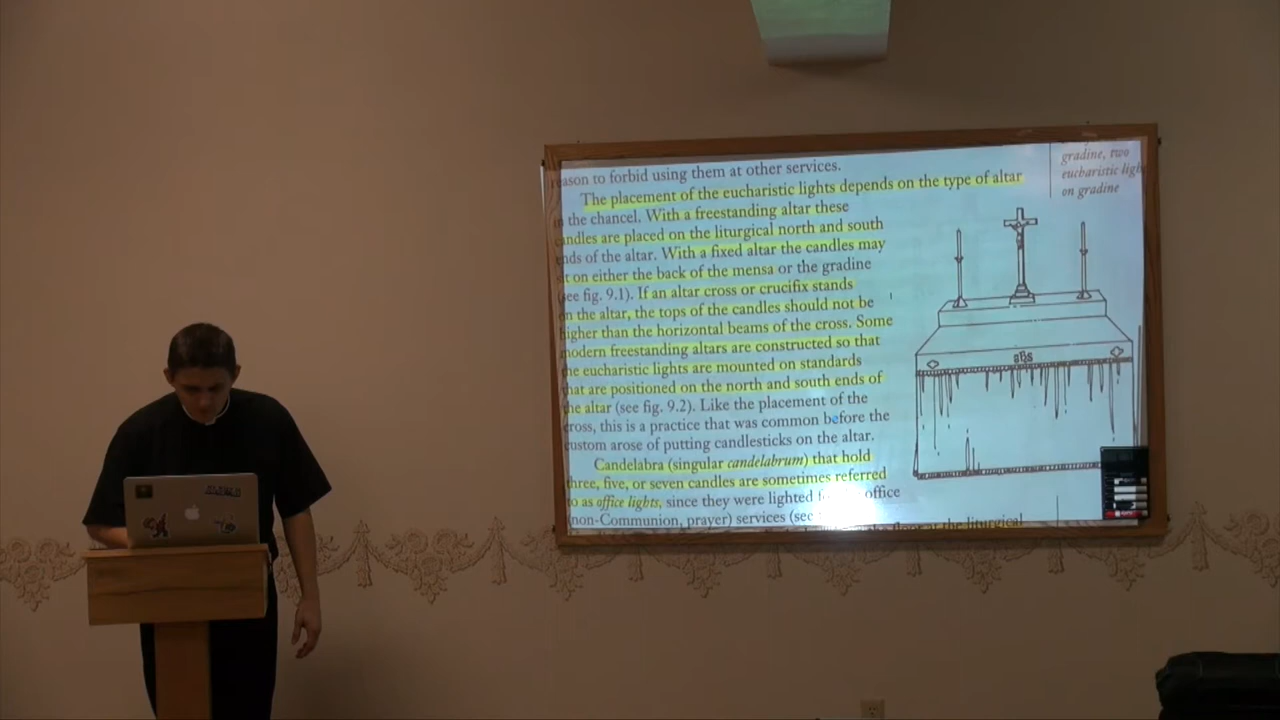 reason to forbid using them at other services.
The placement of the eucharistic lights depends on the type of altar
in the chancel. With a freestanding altar these
candles are placed on the liturgical north and south
ends of the altar. With a fixed altar the candles may
sit on either the back of the mensa or the gradine
(see fig. 9.1). If an altar cross or crucifix stands
on the altar, the tops of the candles should not be
higher than the horizontal beams of the cross. Some
modern freestanding altars are constructed so that
the eucharistic lights are mounted on standards
that are positioned on the north and south ends of
the altar (see fig. 9.2). Like the placement of the
cross, this is a practice that was common before the
custom arose of putting candlesticks on the altar.
Candelabra (singular candelabrum) that hold
three, five, or seven candles are sometimes referred
to as office lights, since they were lighted office
(non-Communion, prayer) services (see
at the liturgical
gradine, two
eucharistic ligh
on gradine